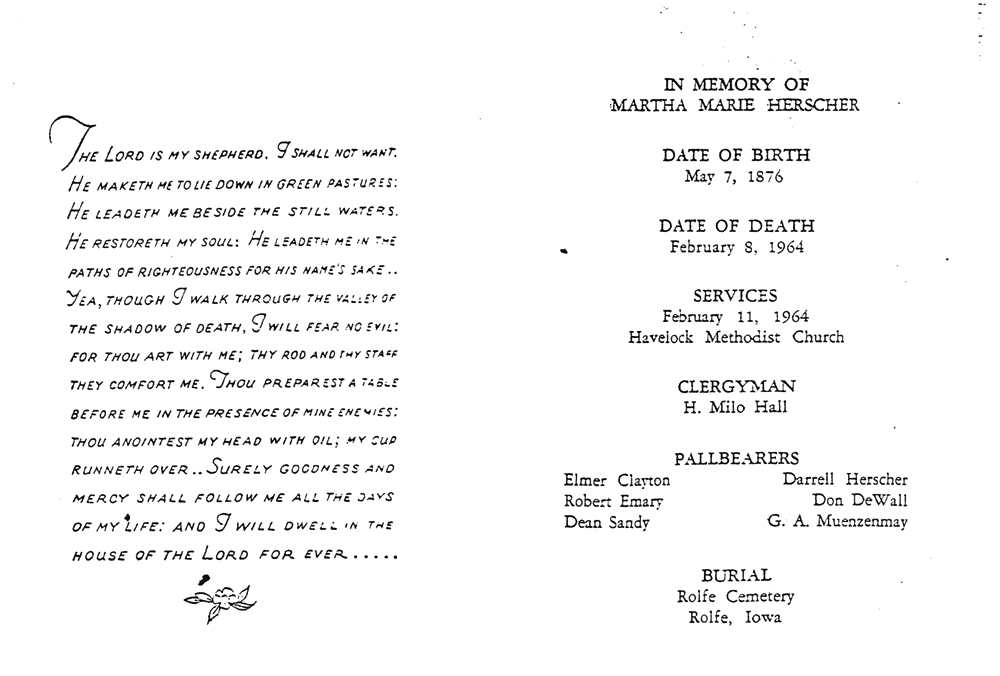 THE LORD IS MY SHEPHERD. I SHALL NOT WANT.
HE MAKETH ME TO LIE DOWN IN GREEN PASTURES:
HE LEADETH ME BESIDE THE STILL WATERS.
HE RESTORETH MY SOUL: HE LEADETH ME IN THE
PATHS OF RIGHTEOUSNESS FOR HIS NAME'S SAKE..
YEA, THOUGH I WALK THROUGH THE VALLEY OF
THE SHADOW OF DEATH, I WILL FEAR NO EVIL:
FOR THOU ART WITH ME; THY ROD AND THY STAFF
THEY COMFORT ME. THOU PREPAREST A TABLE
BEFORE ME IN THE PRESENCE OF MINE ENEMIES:
THOU ANOINTEST MY HEAD WITH OIL; MY CUP
RUNNETH OVER.. SURELY GOODNESS AND
MERCY SHALL FOLLOW ME ALL THE DAYS
OF MY LIFE: AND I WILL DWELL IN THE
HOUSE OF THE LORD FOR EVER.....
IN MEMORY OF
MARTHA MARIE HERSCHER
DATE OF BIRTH
May 7, 1876
DATE OF DEATH
February 8, 1964
SERVICES
February 11, 1964
Havelock Methodist Church
CLERGYMAN
H. Milo Hall
PALLBEARERS
Elmer Clayton Darrell Herscher
Robert Emary Don DeWall
Dean Sandy G. A. Muenzenmay
BURIAL
Rolfe Cemetery
Rolfe, Iowa